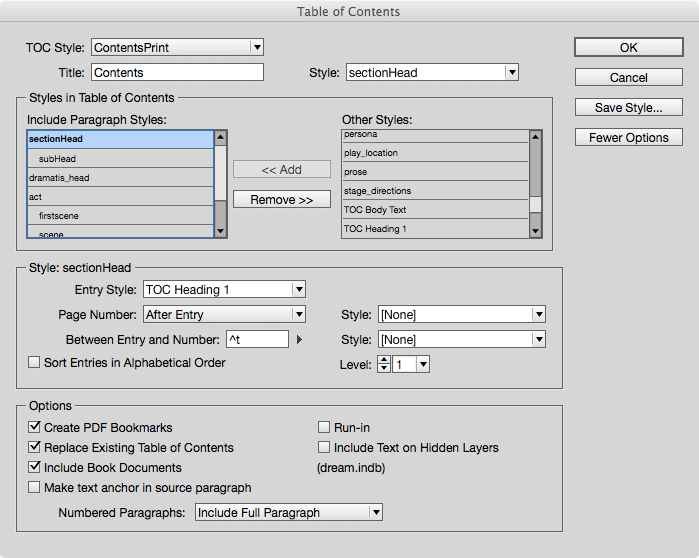 Table of Contents
TOC Style: ContentsPrint
OK
Title: Contents
Style: sectionHead
Cancel
Styles in Table of Contents
Save Style...
Include Paragraph Styles:
Other Styles:
Fewer Options
sectionHead
subHead
dramatis_head
act
firstscene
scene
<< Add
Remove >>
persona
play_location
prose
stage_directions
TOC Body Text
TOC Heading 1
Style: sectionHead
Entry Style: TOC Heading 1
Page Number: After Entry
Style: [None]
Between Entry and Number: ^t
Style: [None]
Sort Entries in Alphabetical Order
Level: 1
Options
Create PDF Bookmarks
Run-in
Replace Existing Table of Contents
Include Text on Hidden Layers
Include Book Documents
(dream.indb)
Make text anchor in source paragraph
Numbered Paragraphs: Include Full Paragraph